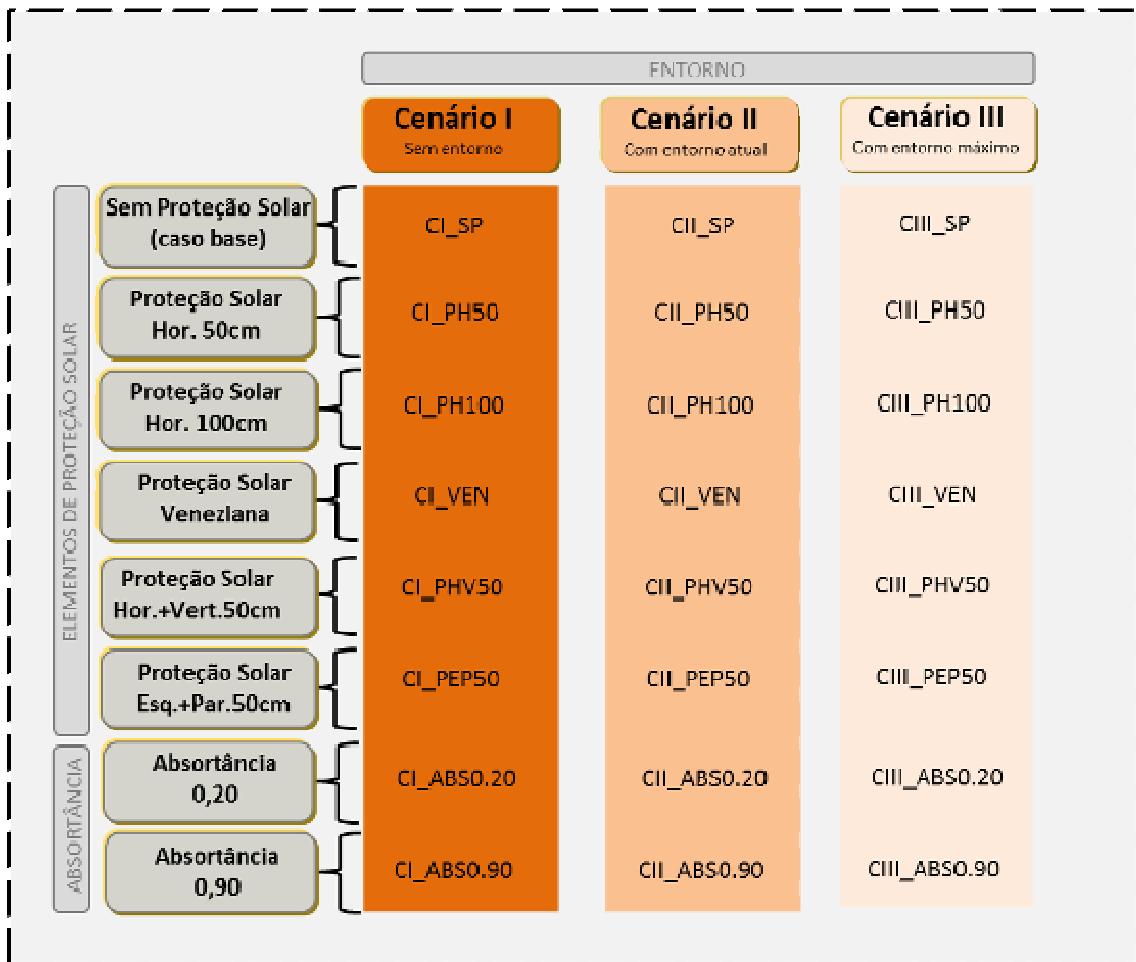 ENTORNO
Cenário I
Sem entorno
Cenário II
Com entorno atual
Cenário III
Com entorno máximo
ELEMENTOS DE PROTEÇÃO SOLAR
Sem Proteção Solar
(caso base)
CI_SP
CII_SP
CIII_SP
Proteção Solar
Hor. 50cm
CI_PH50
CII_PH50
CIII_PH50
Proteção Solar
Hor. 100cm
CI_PH100
CII_PH100
CIII_PH100
Proteção Solar
Veneziana
CI_VEN
CII_VEN
CIII_VEN
Proteção Solar
Hor.+Vert.50cm
CI_PHV50
CII_PHV50
CIII_PHV50
Proteção Solar
Esq.+Par.50cm
CI_PEP50
CII_PEP50
CIII_PEP50
ABSORTÂNCIA
Absortância
0,20
CI_ABS0.20
CII_ABS0.20
CIII_ABS0.20
Absortância
0,90
CI_ABS0.90
CII_ABS0.90
CIII_ABS0.90